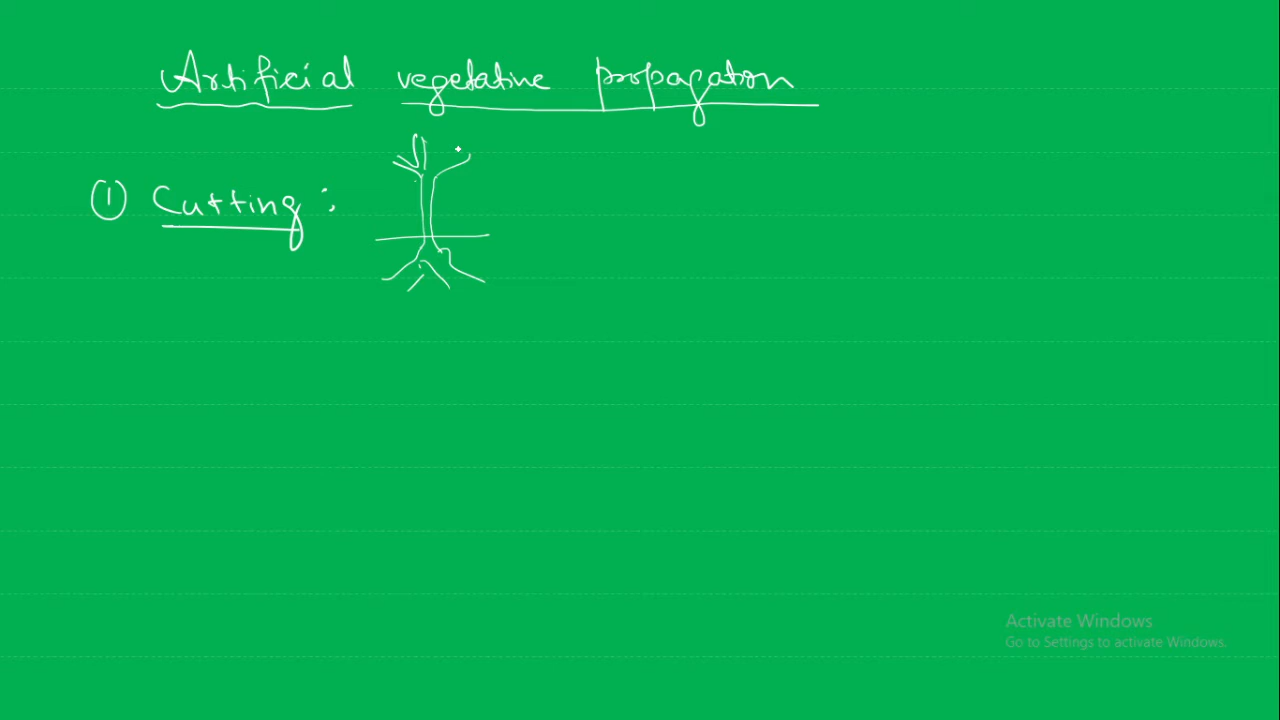 Artificial vegetative propagation
① Cutting :
Activate Windows
Go to Settings to activate Windows.